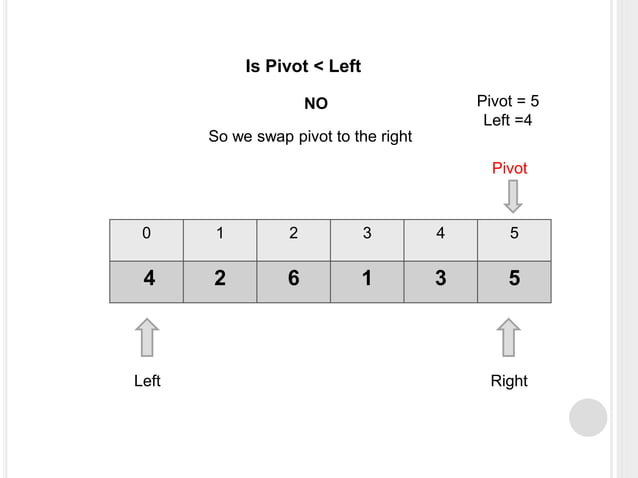 Is Pivot < Left
NO
So we swap pivot to the right
Pivot = 5
Left =4
Pivot
0 1 2 3 4 5
4 2 6 1 3 5
Left Right